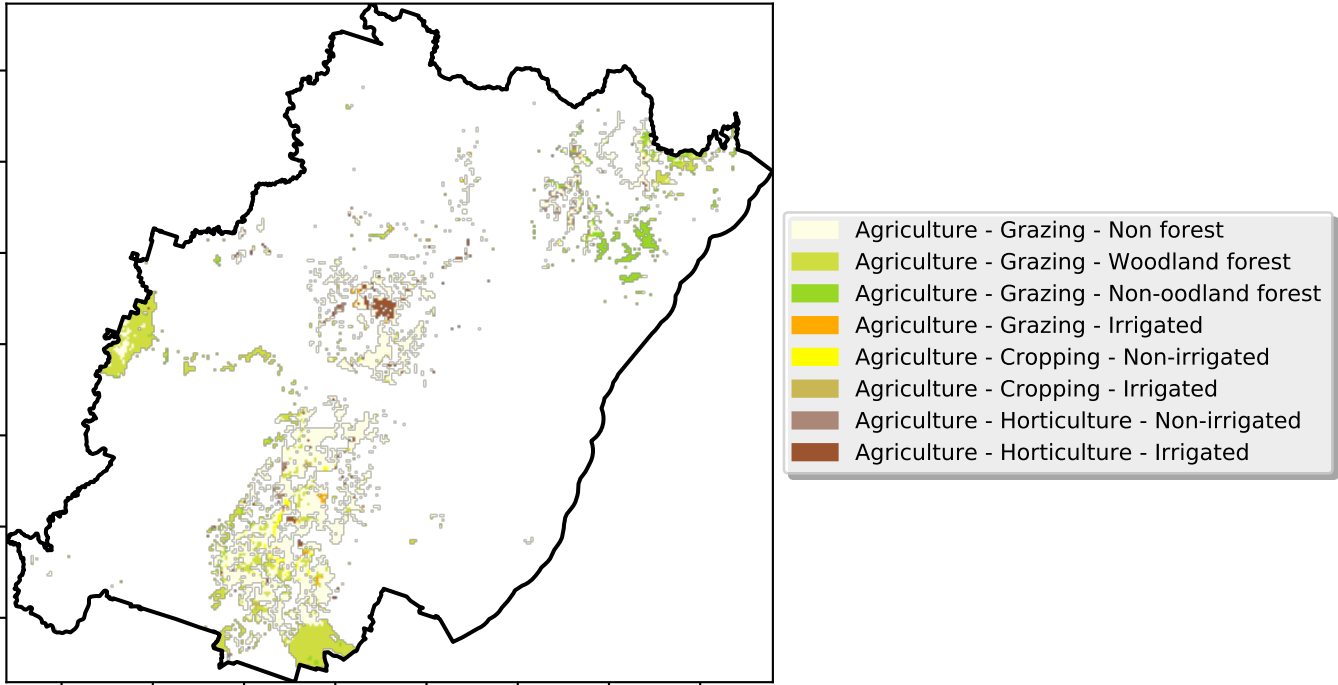 Agriculture - Grazing - Non forest
Agriculture - Grazing - Woodland forest
Agriculture - Grazing - Non-oodland forest
Agriculture - Grazing - Irrigated
Agriculture - Cropping - Non-irrigated
Agriculture - Cropping - Irrigated
Agriculture - Horticulture - Non-irrigated
Agriculture - Horticulture - Irrigated